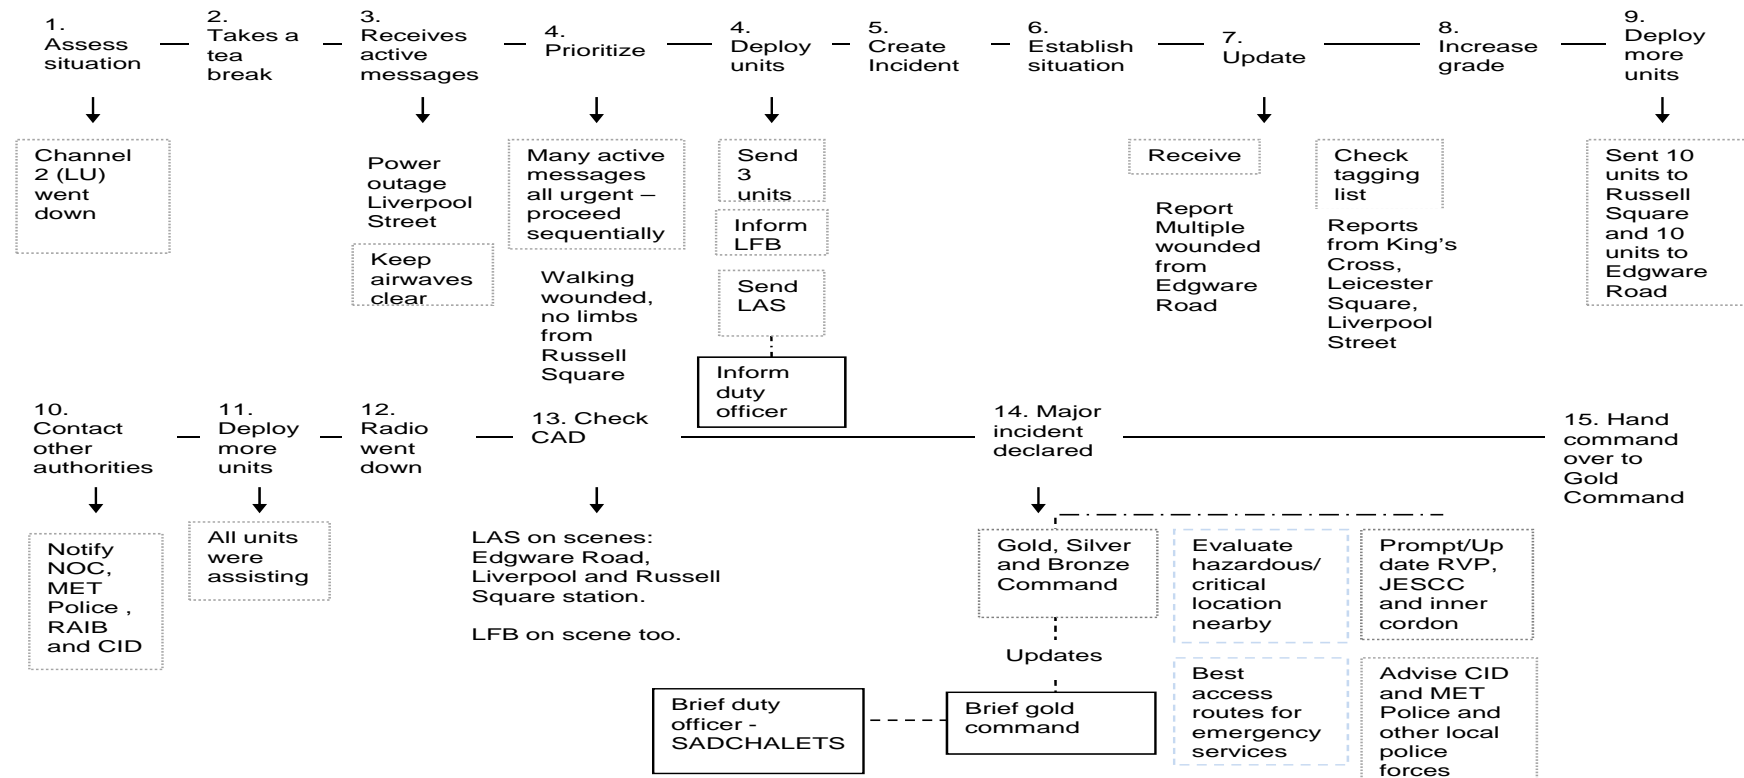 1.
Assess
situation
2.
Takes a
tea
break
3.
Receives
active
messages
4.
Prioritize
4.
Deploy
units
5.
Create
Incident
6.
Establish
situation
7.
Update
8.
Increase
grade
9.
Deploy
more
units
Channel
2 (LU)
went
down
Power
outage
Liverpool
Street
Keep
airwaves
clear
Many active
messages
all urgent –
proceed
sequentially
Walking
wounded,
no limbs
from
Russell
Square
Send
3
units
Inform
LFB
Send
LAS
Inform
duty
officer
Receive
Report
Multiple
wounded
from
Edgware
Road
Check
tagging
list
Reports
from King's
Cross,
Leicester
Square,
Liverpool
Street
Sent 10
units to
Russell
Square
and 10
units to
Edgware
Road
10.
Contact
other
authorities
11.
Deploy
more
units
12.
Radio
went
down
13. Check
CAD
14. Major
incident
declared
15. Hand
command
over to
Gold
Command
Notify
NOC,
MET
Police ,
RAIB
and CID
All units
were
assisting
LAS on scenes:
Edgware Road,
Liverpool and Russell
Square station.
LFB on scene too.
Gold, Silver
and Bronze
Command
Updates
Brief gold
command
Brief duty
officer -
SADCHALETS
Evaluate
hazardous/
critical
location
nearby
Best
access
routes for
emergency
services
Prompt/Up
date RVP,
JESCC
and inner
cordon
Advise CID
and MET
Police and
other local
police
forces